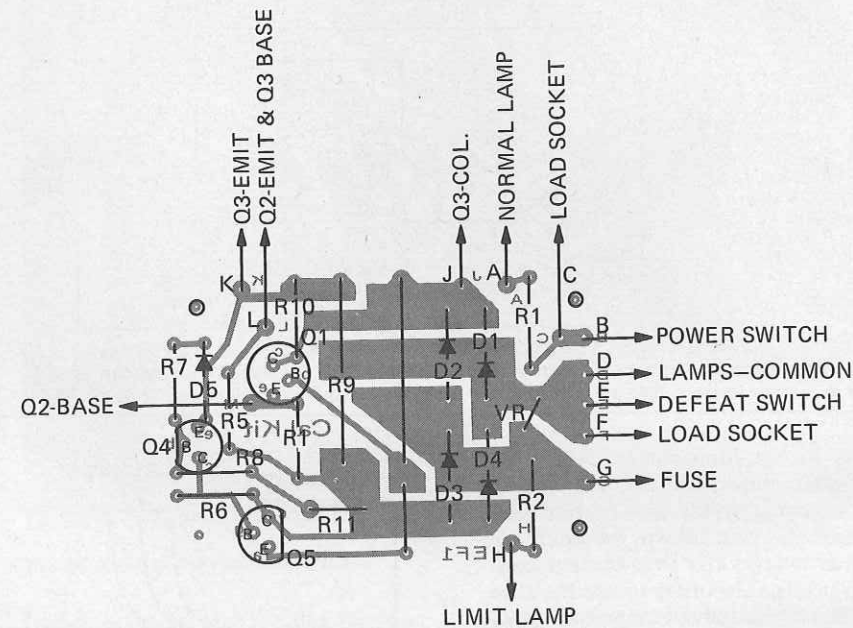 Q3-EMIT
Q2-EMIT & Q3 BASE
Q3-COL.
NORMAL LAMP
LOAD SOCKET
K
J
A
C
R10
R1
L
B
POWER SWITCH
Q1
R7
D5
D2
D1
D
LAMPS–COMMON
R9
Q2-BASE
E
DEFEAT SWITCH
VR
R5
R1
F
LOAD SOCKET
Q4
R8
D4
G
FUSE
D3
R2
R6
R11
Q5
EF1
H
LIMIT LAMP